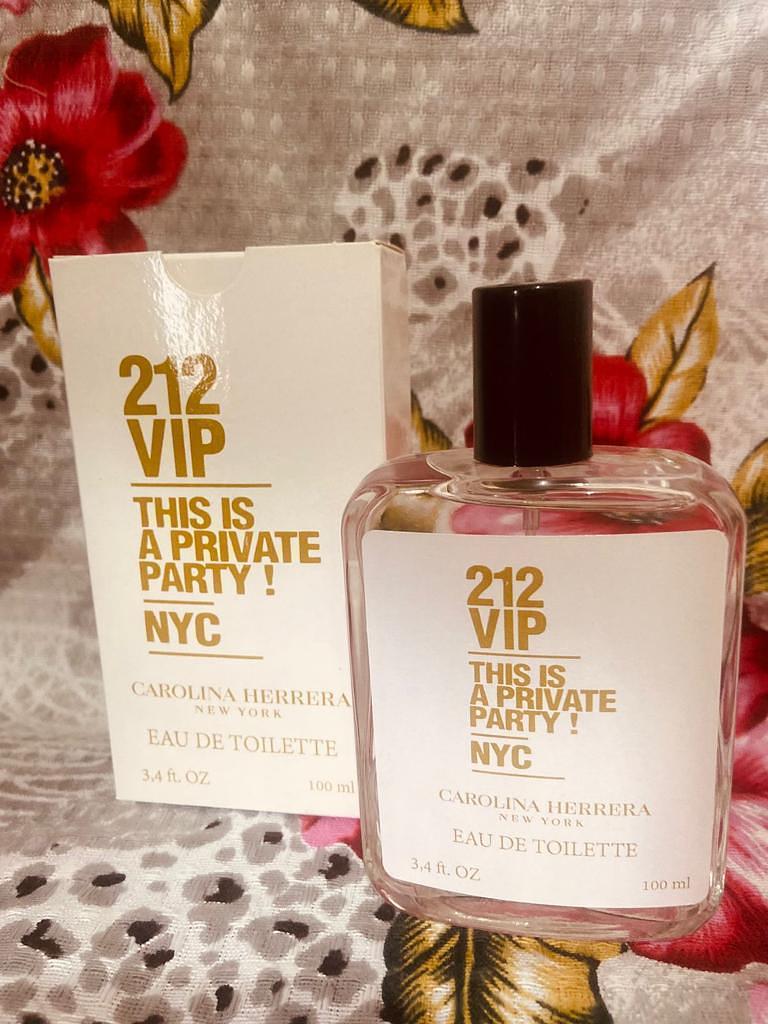 212
VIP
THIS IS
A PRIVATE
PARTY !
NYC
CAROLINA HERRERA
NEW YORK
EAU DE TOILETTE
3,4 ft. OZ
100 ml
212
VIP
THIS IS
A PRIVATE
PARTY !
NYC
CAROLINA HERRERA
NEW YORK
EAU DE TOILETTE
3,4 ft. OZ
100 ml